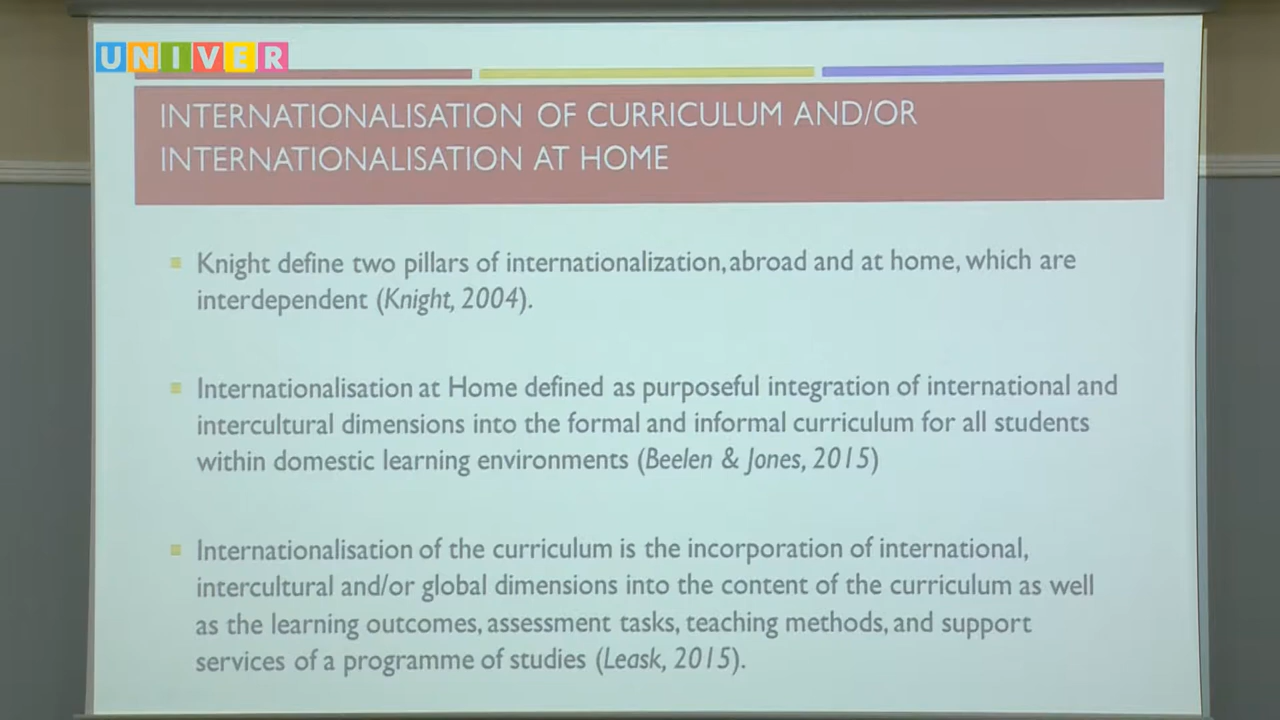 UNIVER
INTERNATIONALISATION OF CURRICULUM AND/OR
INTERNATIONALISATION AT HOME
Knight define two pillars of internationalization, abroad and at home, which are
interdependent (Knight, 2004).
Internationalisation at Home defined as purposeful integration of international and
intercultural dimensions into the formal and informal curriculum for all students
within domestic learning environments (Beelen & Jones, 2015)
Internationalisation of the curriculum is the incorporation of international,
intercultural and/or global dimensions into the content of the curriculum as well
as the learning outcomes, assessment tasks, teaching methods, and support
services of a programme of studies (Leask, 2015).